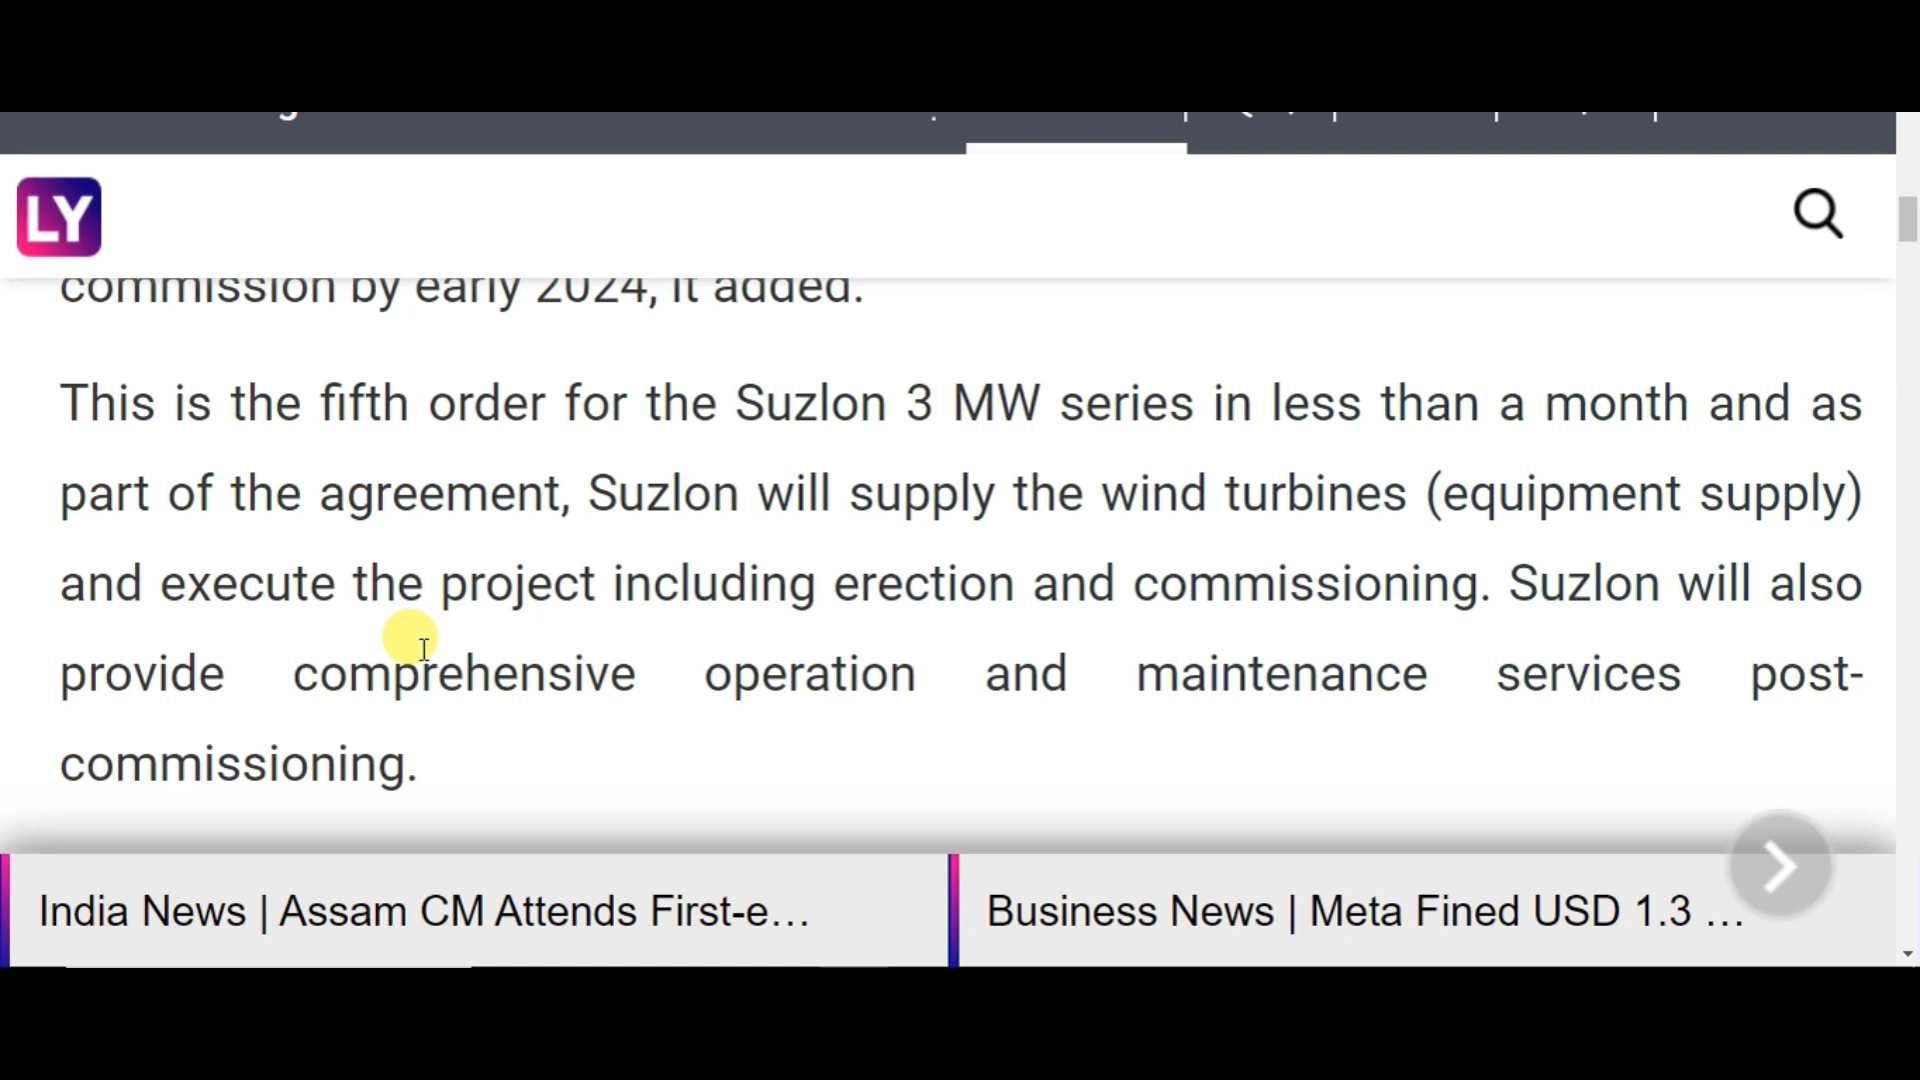 LY
commission by early 2024, it added.
This is the fifth order for the Suzlon 3 MW series in less than a month and as
part of the agreement, Suzlon will supply the wind turbines (equipment supply)
and execute the project including erection and commissioning. Suzlon will also
provide comprehensive operation and maintenance services post-
commissioning.
India News | Assam CM Attends First-e...
Business News | Meta Fined USD 1.3 ...